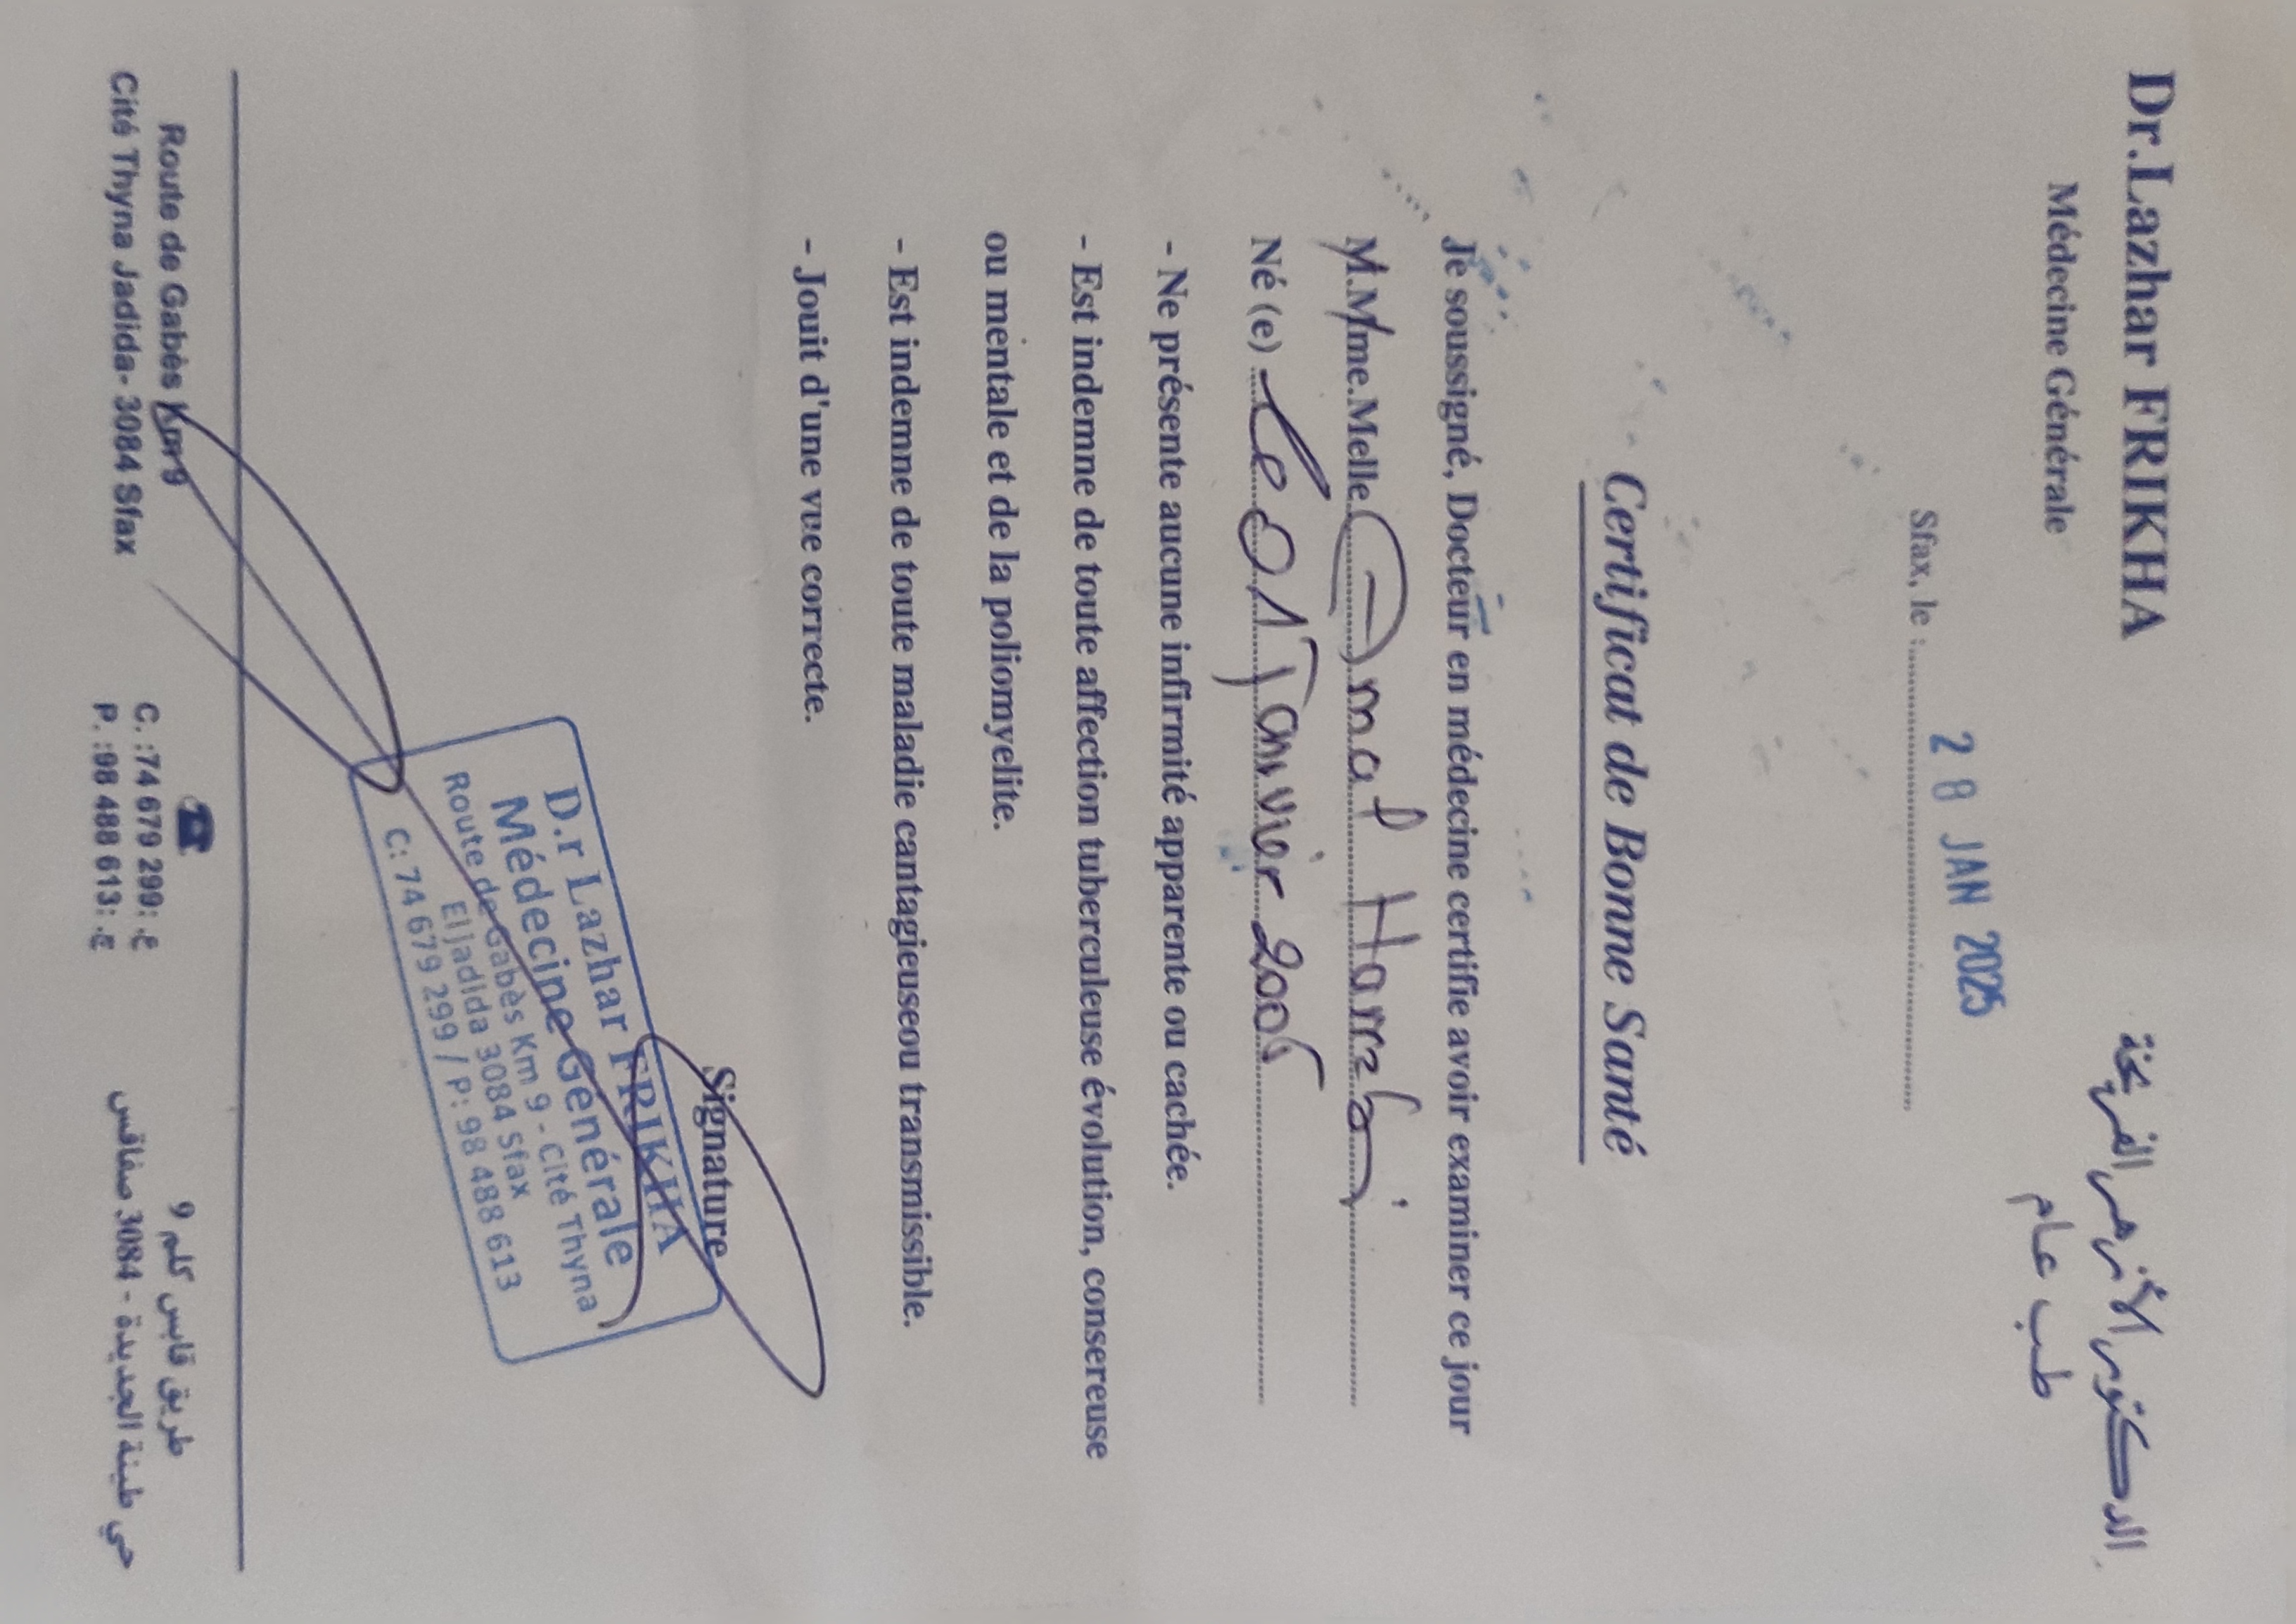 Dr.Lazhar FRIKHA
Médecine Générale
الدكتور الأزهر الفريخة
طب عام
Sfax, le : 28 JAN 2025
Certificat de Bonne Santé
Je soussigné, Docteur en médecine certifie avoir examiner ce jour
M.Mme.Melle Amal Hamrabi
Né (e) le 01 Janvier 2005
- Ne présente aucune infirmité apparente ou cachée.
- Est indemne de toute affection tuberculeuse évolution, consereuse
ou mentale et de la poliomyelite.
- Est indemne de toute maladie cantagieuseou transmissible.
- Jouit d'une vue correcte.
Signature
D.r Lazhar FRIKHA
Médecine Générale
Route de Gabès Km 9 - Cité Thyna
Eljadida 3084 Sfax
C: 74 679 299 / P: 98 488 613
Route de Gabès Km 9
Cité Thyna Jadida- 3084 Sfax
C. :74 679 299: ع.
P. :98 488 613: ع.
طريق قابس كلم 9
حي طينة الجديدة - 3084 صفاقس